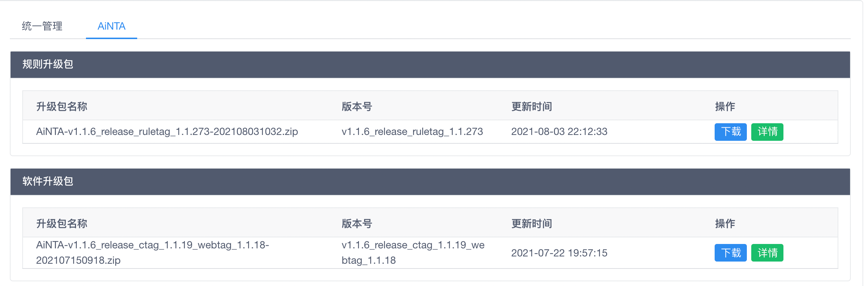 统一管理 AiNTA
规则升级包
升级包名称 版本号 更新时间 操作
AiNTA-v1.1.6_release_ruletag_1.1.273-202108031032.zip v1.1.6_release_ruletag_1.1.273 2021-08-03 22:12:33 下载 详情
软件升级包
升级包名称 版本号 更新时间 操作
AiNTA-v1.1.6_release_ctag_1.1.19_webtag_1.1.18- v1.1.6_release_ctag_1.1.19_we
2021-07-22 19:57:15 下载 详情
202107150918.zip btag_1.1.18